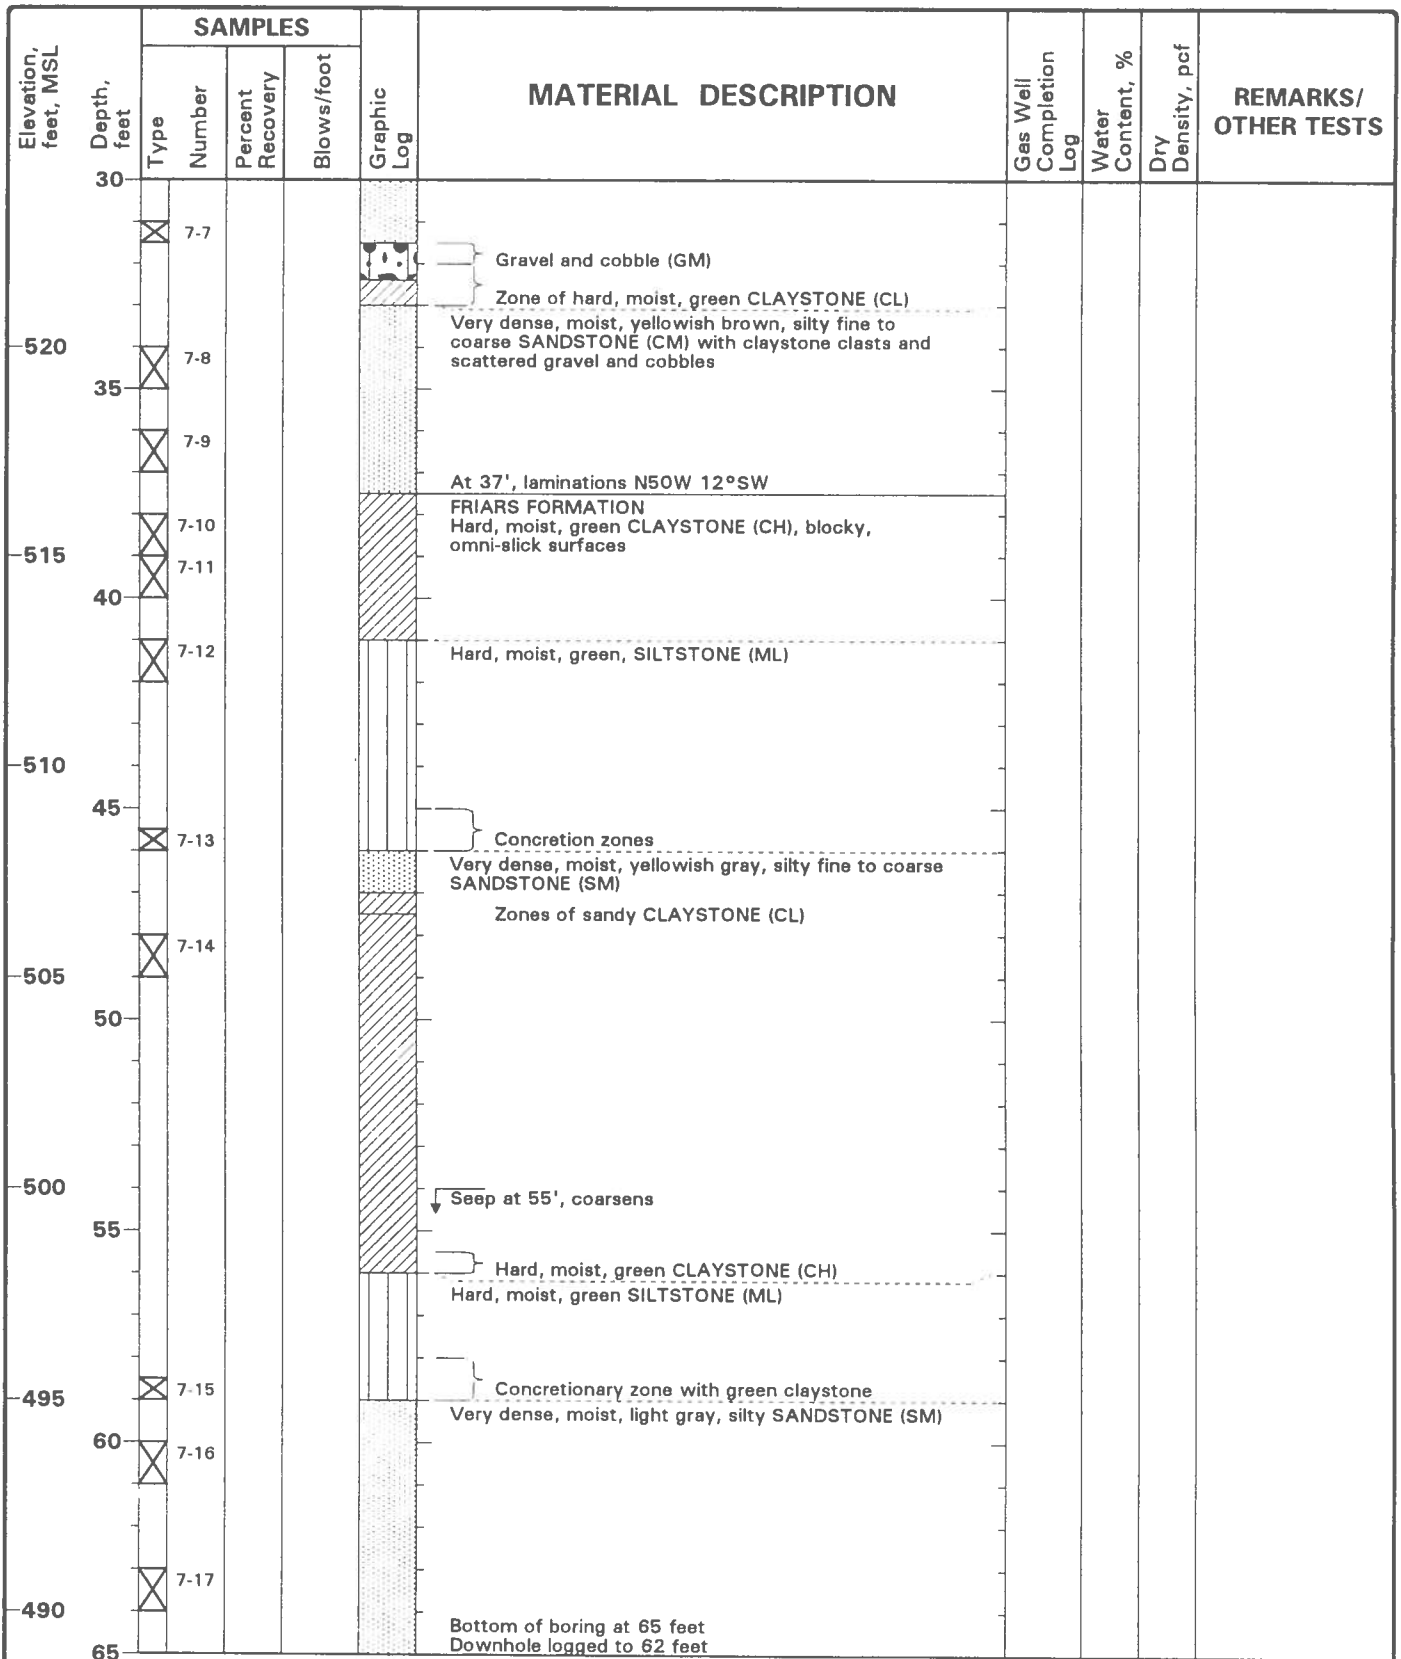 SAMPLES
Elevation,
feet, MSL
Depth,
feet
Type
Number
Percent
Recovery
Blows/foot
Graphic
Log
MATERIAL DESCRIPTION
Gas Well
Completion
Log
Water
Content, %
Dry
Density, pcf
REMARKS/
OTHER TESTS
30
7-7
Gravel and cobble (GM)
Zone of hard, moist, green CLAYSTONE (CL)
Very dense, moist, yellowish brown, silty fine to
520
7-8
coarse SANDSTONE (CM) with claystone clasts and
scattered gravel and cobbles
35
7-9
At 37', laminations N50W 12°SW
FRIARS FORMATION
7-10
Hard, moist, green CLAYSTONE (CH), blocky,
omni-slick surfaces
515
7-11
40
7-12
Hard, moist, green, SILTSTONE (ML)
510
45
7-13
Concretion zones
Very dense, moist, yellowish gray, silty fine to coarse
SANDSTONE (SM)
Zones of sandy CLAYSTONE (CL)
7-14
505
50
500
Seep at 55', coarsens
55
Hard, moist, green CLAYSTONE (CH)
Hard, moist, green SILTSTONE (ML)
7-15
495
Concretionary zone with green claystone
Very dense, moist, light gray, silty SANDSTONE (SM)
60
7-16
7-17
490
Bottom of boring at 65 feet
Downhole logged to 62 feet
65